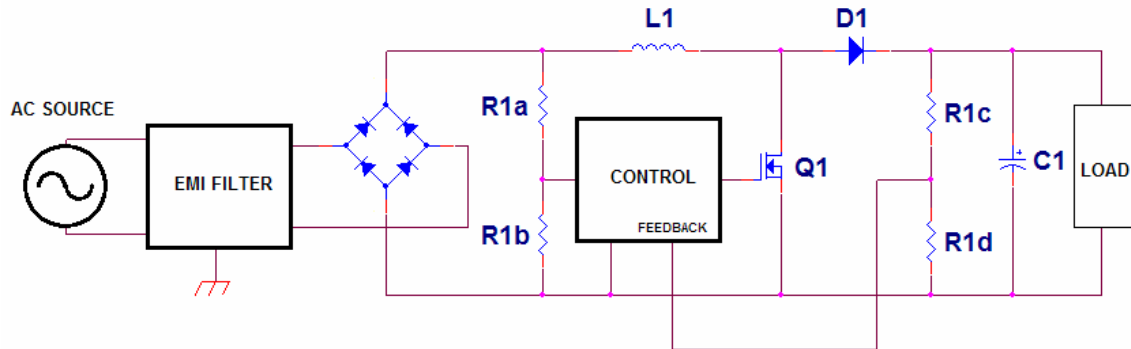 L1
D1
AC SOURCE
R1a
R1c
EMI FILTER
CONTROL
Q1
C1
LOAD
FEEDBACK
R1b
R1d
+